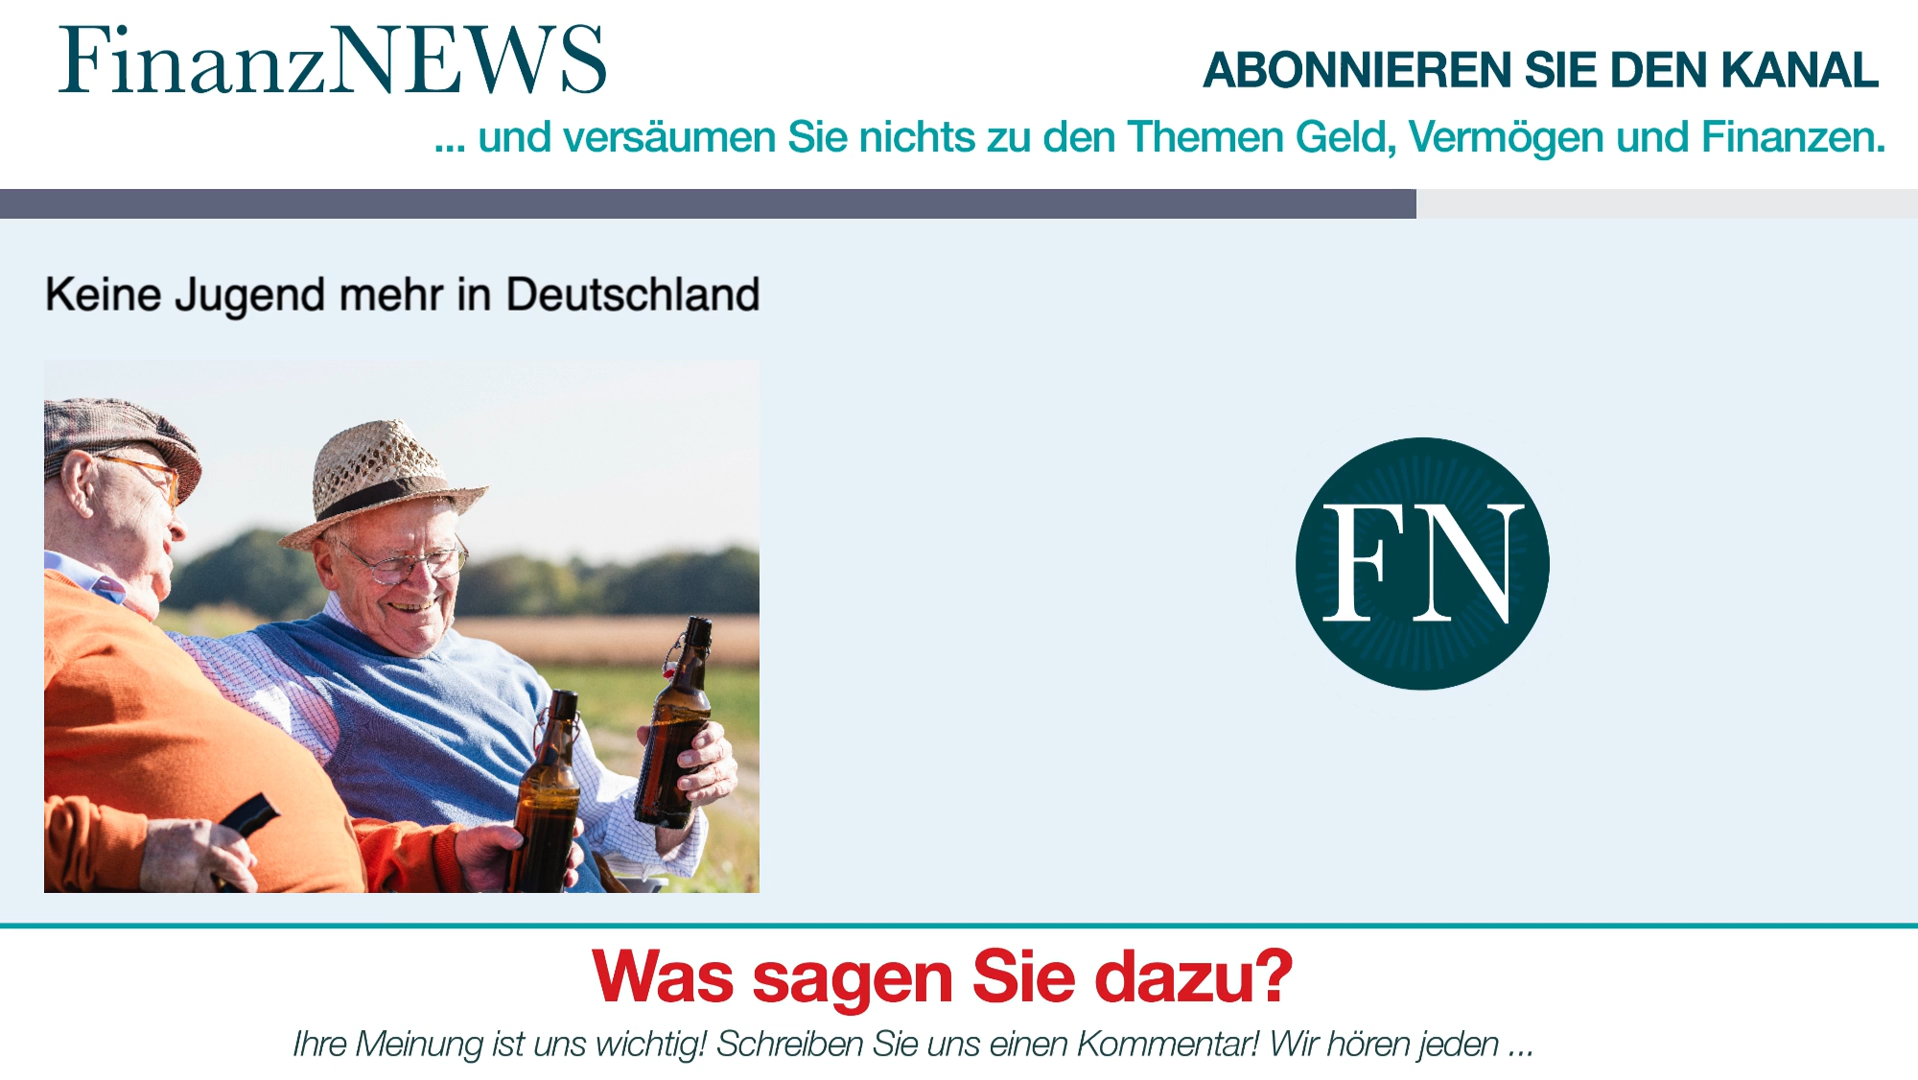 FinanzNEWS
ABONNIEREN SIE DEN KANAL
... und versäumen Sie nichts zu den Themen Geld, Vermögen und Finanzen.
Keine Jugend mehr in Deutschland
FN
Was sagen Sie dazu?
Ihre Meinung ist uns wichtig! Schreiben Sie uns einen Kommentar! Wir hören jeden ...